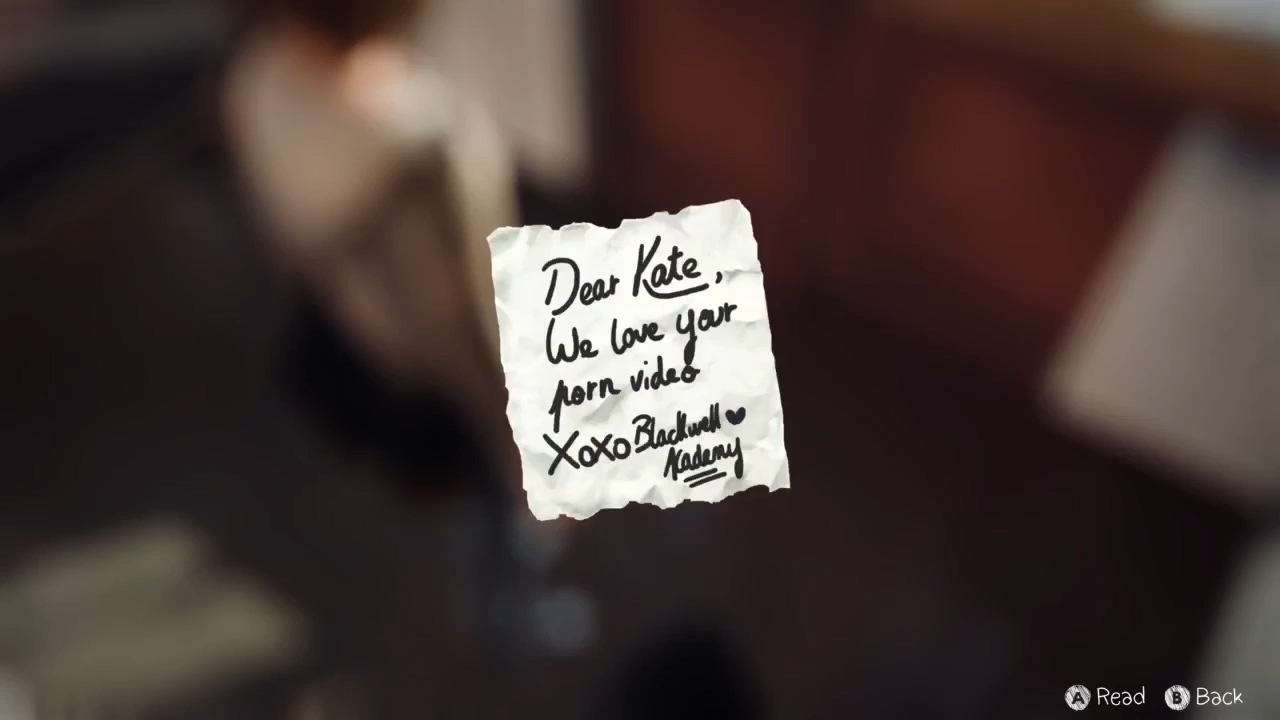 Dear Kate,
We love your
porn video
XoXo Blackwell
Academy
A Read B Back